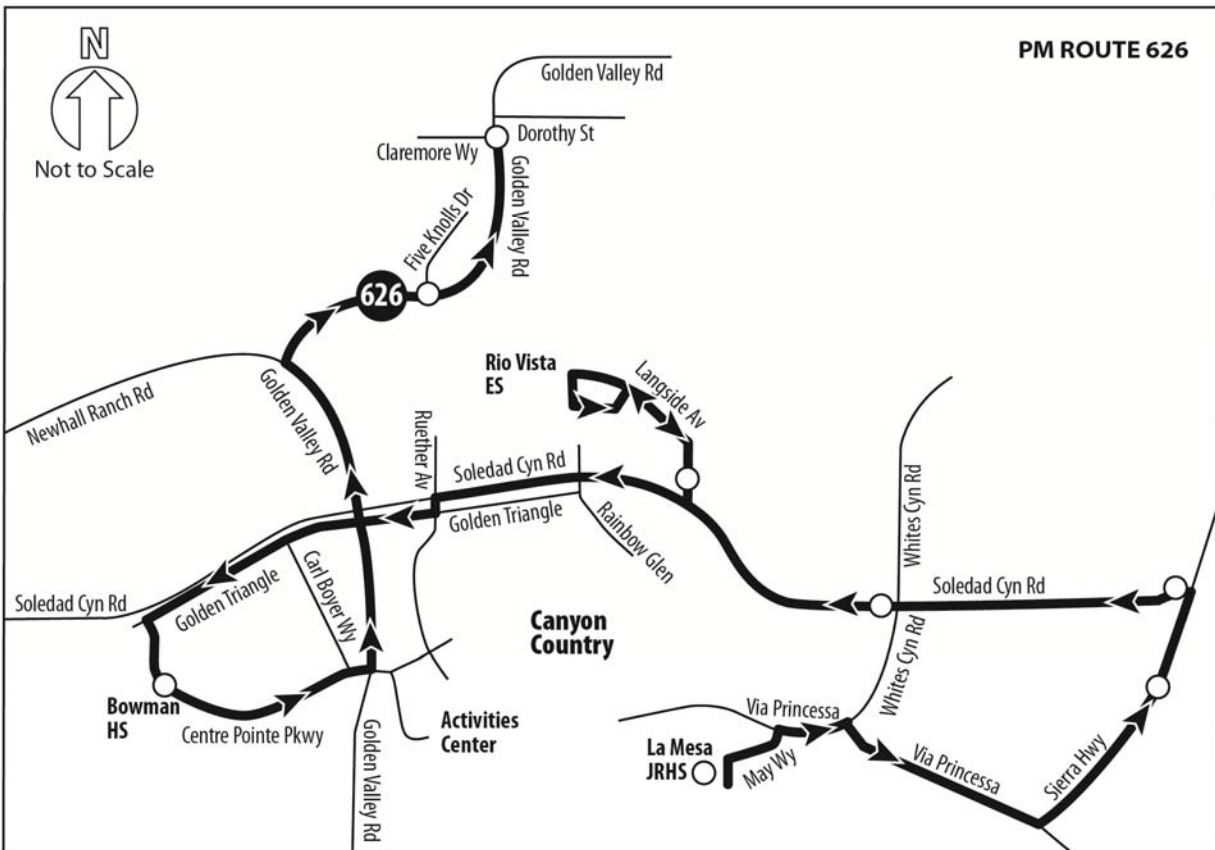 N
Not to Scale
PM ROUTE 626
Golden Valley Rd
Dorothy St
Claremore Wy
Golden Valley Rd
Five Knolls Dr
626
Newhall Ranch Rd
Golden Valley Rd
Rio Vista
ES
Langside Av
Ruether Av
Soledad Cyn Rd
Golden Triangle
Rainbow Glen
Whites Cyn Rd
Soledad Cyn Rd
Golden Triangle
Carl Boyer Wy
Soledad Cyn Rd
Whites Cyn Rd
Canyon
Country
Bowman
HS
Centre Pointe Pkwy
Golden Valley Rd
Activities
Center
La Mesa
JRHS
May Wy
Via Princessa
Via Princessa
Sierra Hwy